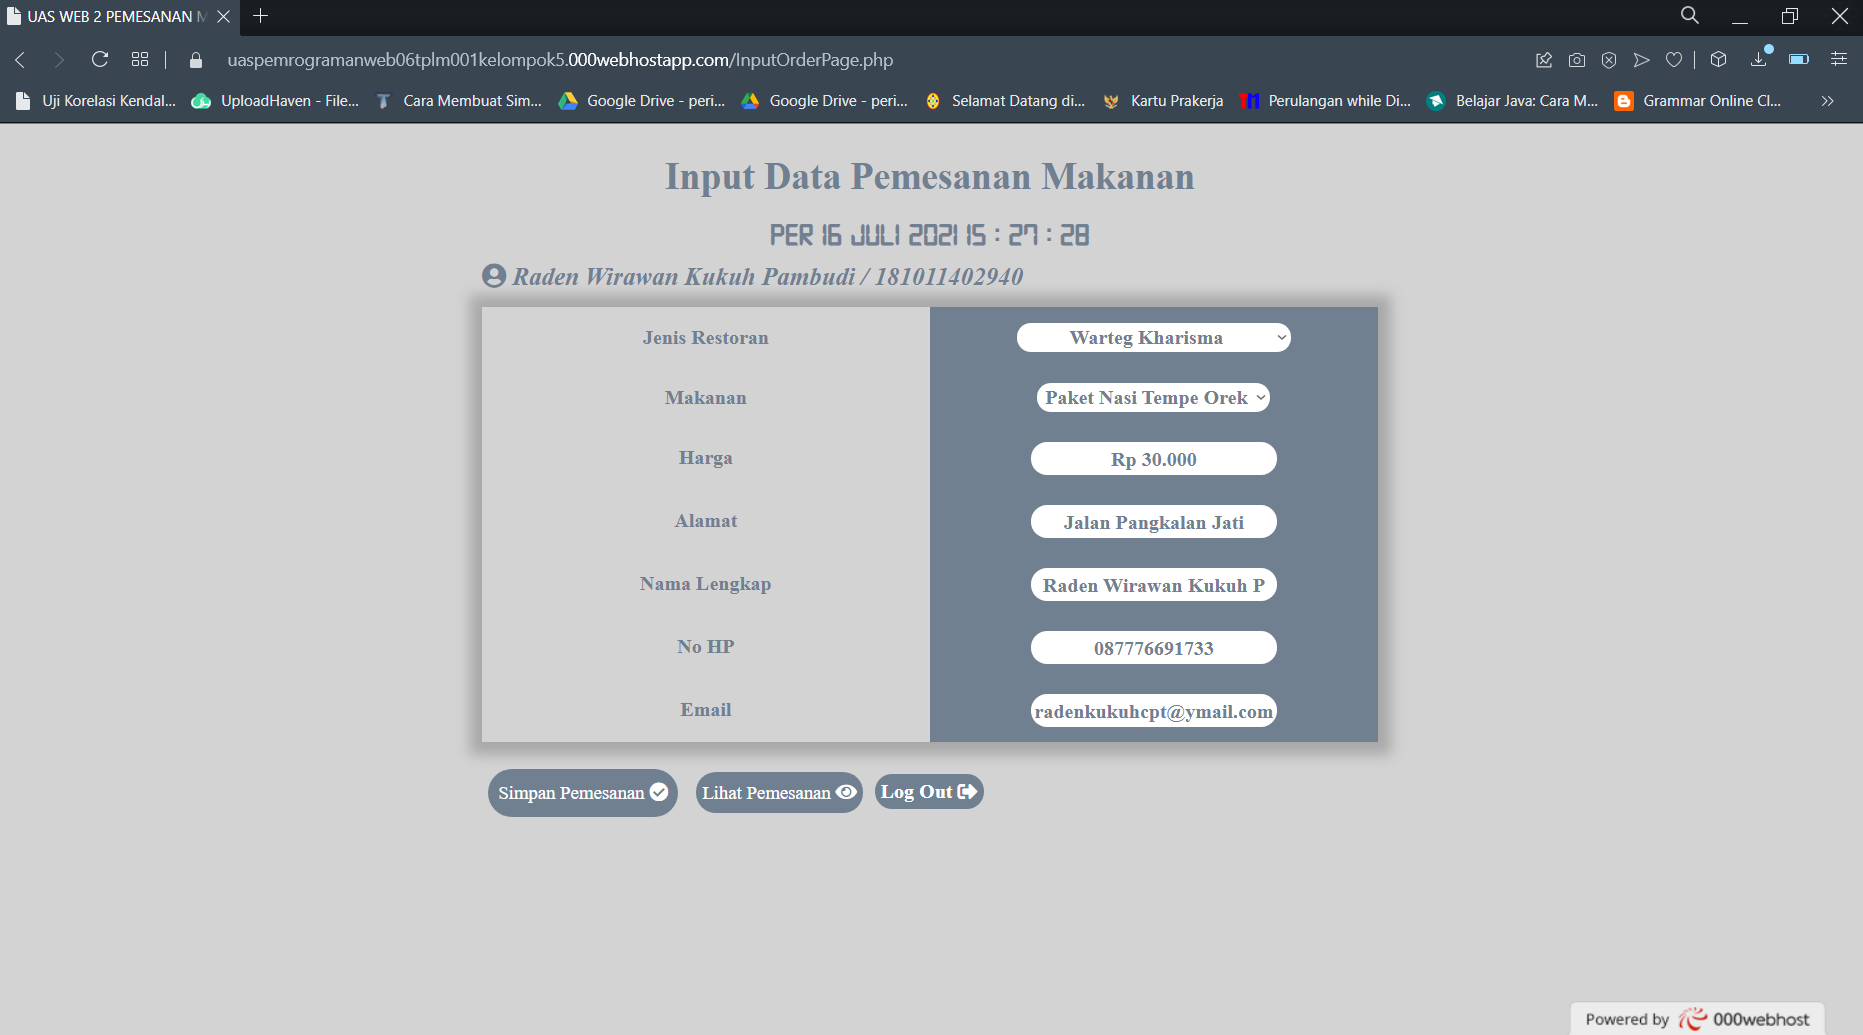 UAS WEB 2 PEMESANAN M
uaspemrogramanweb06tplm001kelompok5.000webhostapp.com/InputOrderPage.php
Uji Korelasi Kendal... UploadHaven - File... Cara Membuat Sim... Google Drive - peri... Google Drive - peri... Selamat Datang di... Kartu Prakerja Perulangan while Di... Belajar Java: Cara M... Grammar Online Cl...
Input Data Pemesanan Makanan
PER 16 JULI 2021 15 : 27 : 28
Raden Wirawan Kukuh Pambudi / 181011402940
Jenis Restoran Warteg Kharisma
Makanan Paket Nasi Tempe Orek
Harga Rp 30.000
Alamat Jalan Pangkalan Jati
Nama Lengkap Raden Wirawan Kukuh P
No HP 087776691733
Email radenkukuhcpt@ymail.com
Simpan Pemesanan Lihat Pemesanan Log Out
Powered by 000webhost